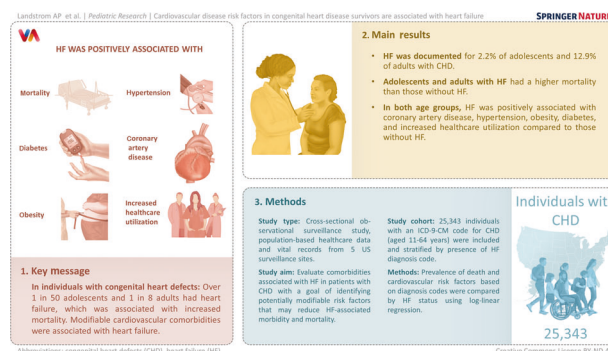 Landstrom AP et al. | Pediatric Research | Cardiovascular disease risk factors in congenital heart disease survivors are associated with heart failure
SPRINGER NATURE
VA
HF WAS POSITIVELY ASSOCIATED WITH
Mortality
Hypertension
Diabetes
Coronary
artery
disease
Obesity
Increased
healthcare
utilization
1. Key message
In individuals with congenital heart defects: Over
1 in 50 adolescents and 1 in 8 adults had heart
failure, which was associated with increased
mortality. Modifiable cardiovascular comorbidities
were associated with heart failure.
2. Main results
• HF was documented for 2.2% of adolescents and 12.9%
of adults with CHD.
• Adolescents and adults with HF had a higher mortality
than those without HF.
• In both age groups, HF was positively associated with
coronary artery disease, hypertension, obesity, diabetes,
and increased healthcare utilization compared to those
without HF.
3. Methods
Study type: Cross-sectional ob-
servational surveillance study,
population-based healthcare data
and vital records from 5 US
surveillance sites.
Study aim: Evaluate comorbidities
associated with HF in patients with
CHD with a goal of identifying
potentially modifiable risk factors
that may reduce HF-associated
morbidity and mortality.
Study cohort: 25,343 individuals
with an ICD-9-CM code for CHD
(aged 11-64 years) were included
and stratified by presence of HF
diagnosis code.
Methods: Prevalence of death and
cardiovascular risk factors based
on diagnosis codes were compared
by HF status using log-linear
regression.
Individuals with
CHD
25,343
Abbreviations: congenital heart defects (CHD), heart failure (HF)